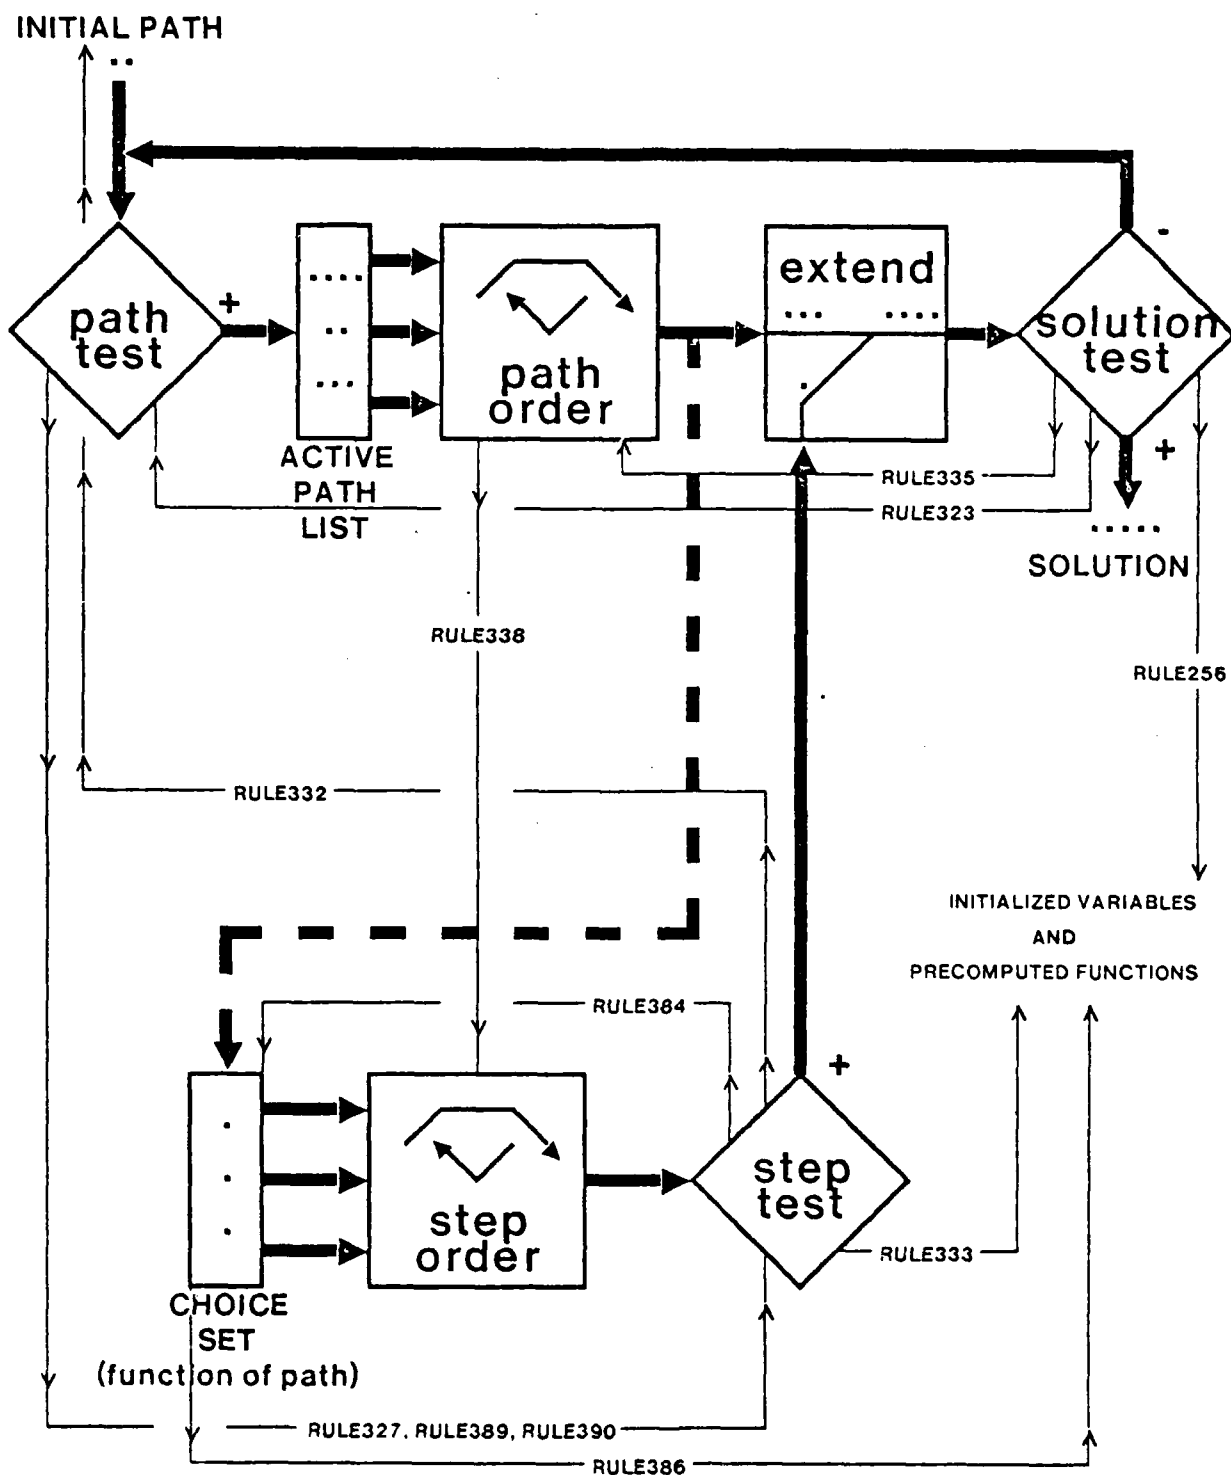 INITIAL PATH
path
test
+
ACTIVE
PATH
LIST
path
order
extend
-
solution
test
+
SOLUTION
RULE335
RULE323
RULE338
RULE256
RULE332
INITIALIZED VARIABLES
AND
PRECOMPUTED FUNCTIONS
RULE384
+
step
order
step
test
RULE333
CHOICE
SET
(function of path)
RULE327, RULE389, RULE390
RULE386